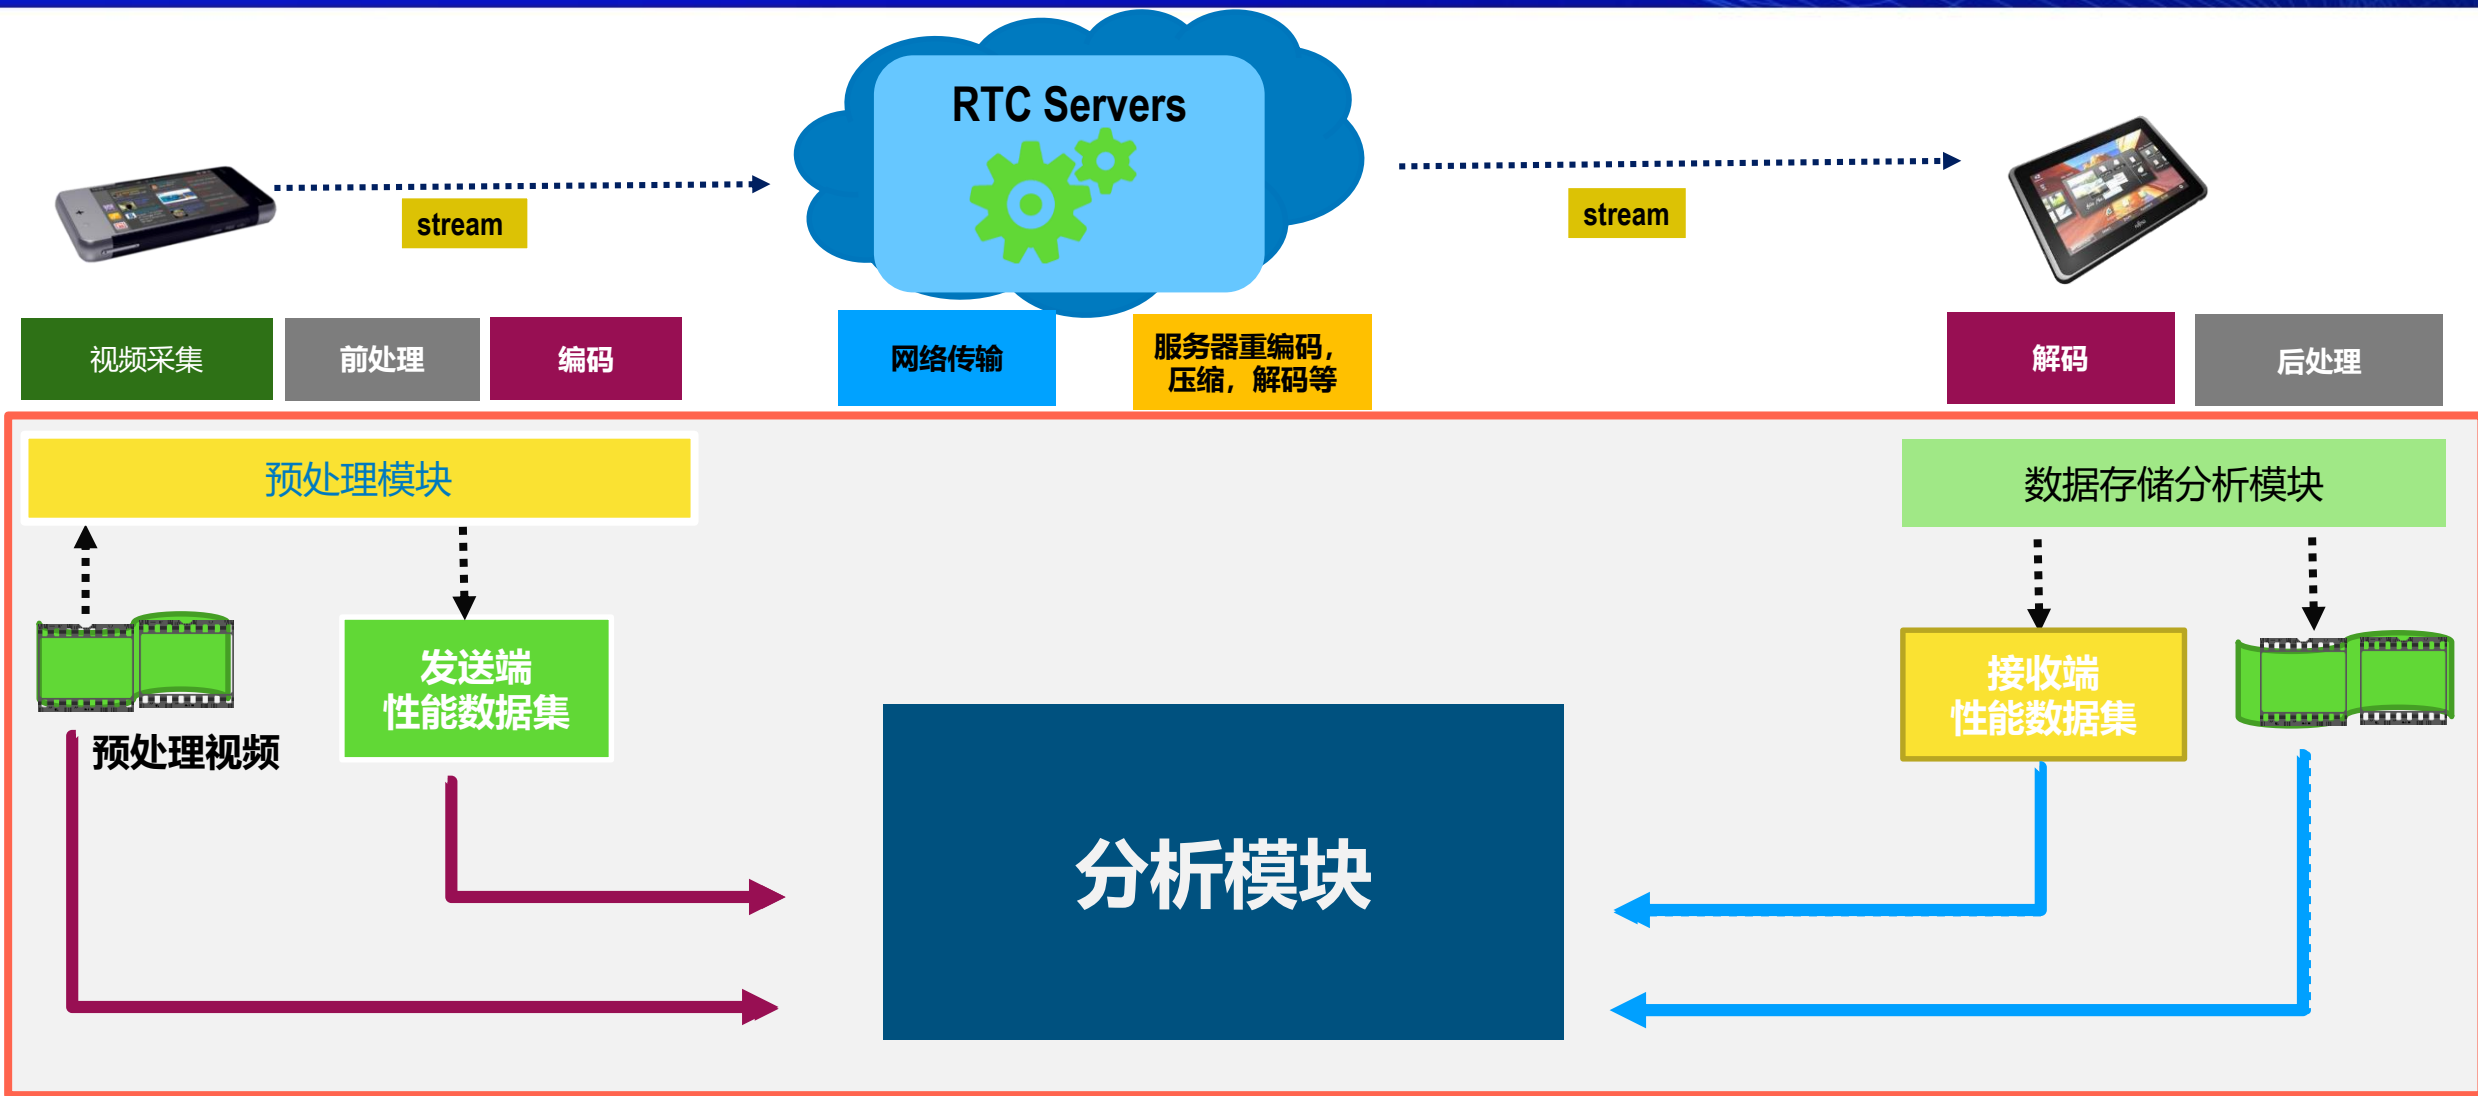 RTC Servers
stream
stream
视频采集
前处理
编码
网络传输
服务器重编码，
压缩，解码等
解码
后处理
预处理模块
数据存储分析模块
发送端
性能数据集
接收端
性能数据集
预处理视频
分析模块